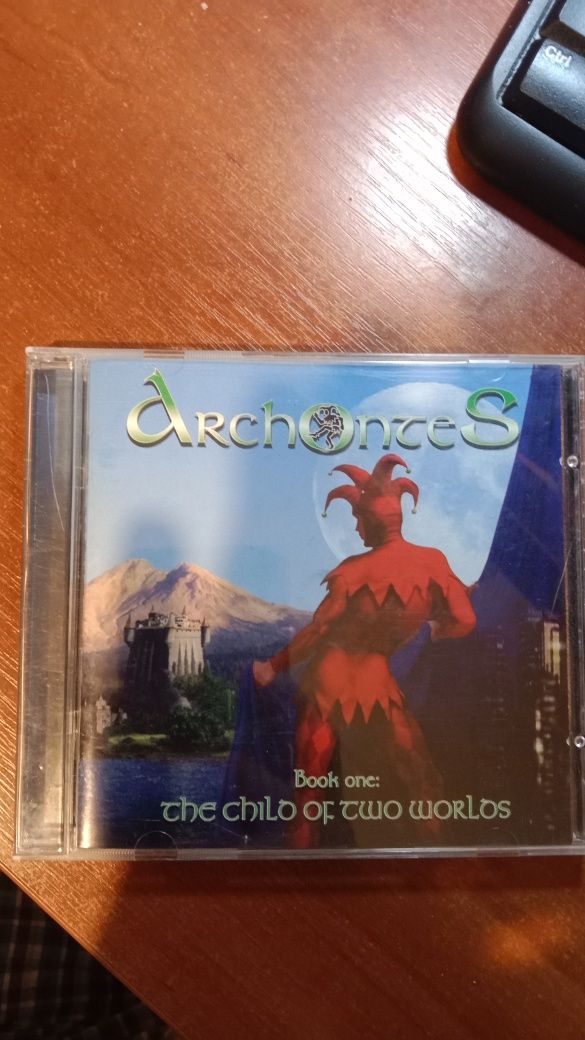 Ctrl
ArchOnteS
Book one:
the child of two worlds